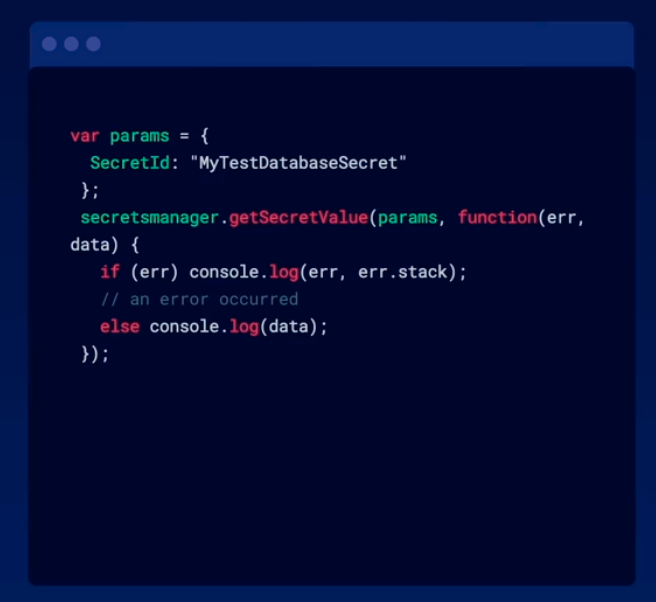 var params = {
  SecretId: "MyTestDatabaseSecret"
 };
 secretsmanager.getSecretValue(params, function(err,
data) {
   if (err) console.log(err, err.stack);
   // an error occurred
   else console.log(data);
 });